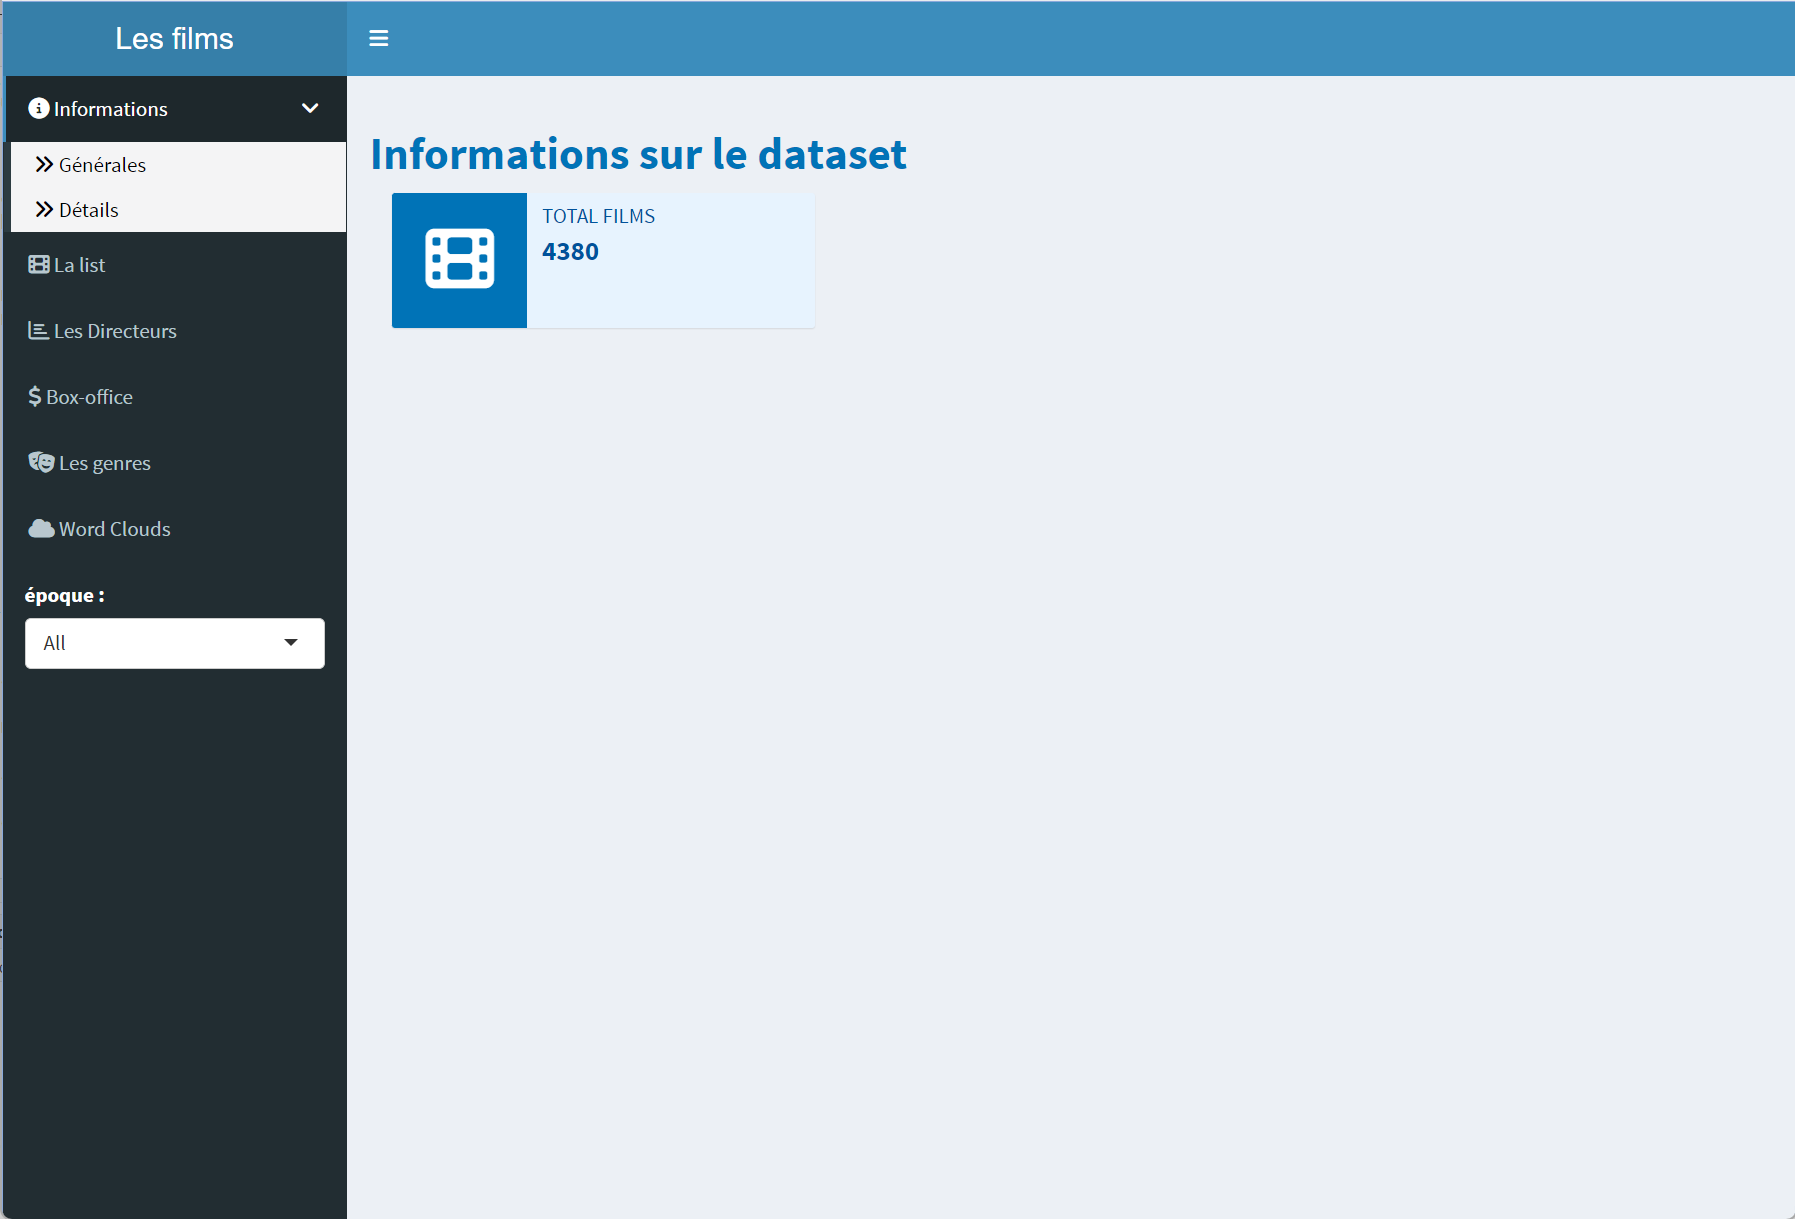 Les films
Informations
Générales
Détails
La list
Les Directeurs
$ Box-office
Les genres
Word Clouds
époque :
All
Informations sur le dataset
TOTAL FILMS
4380